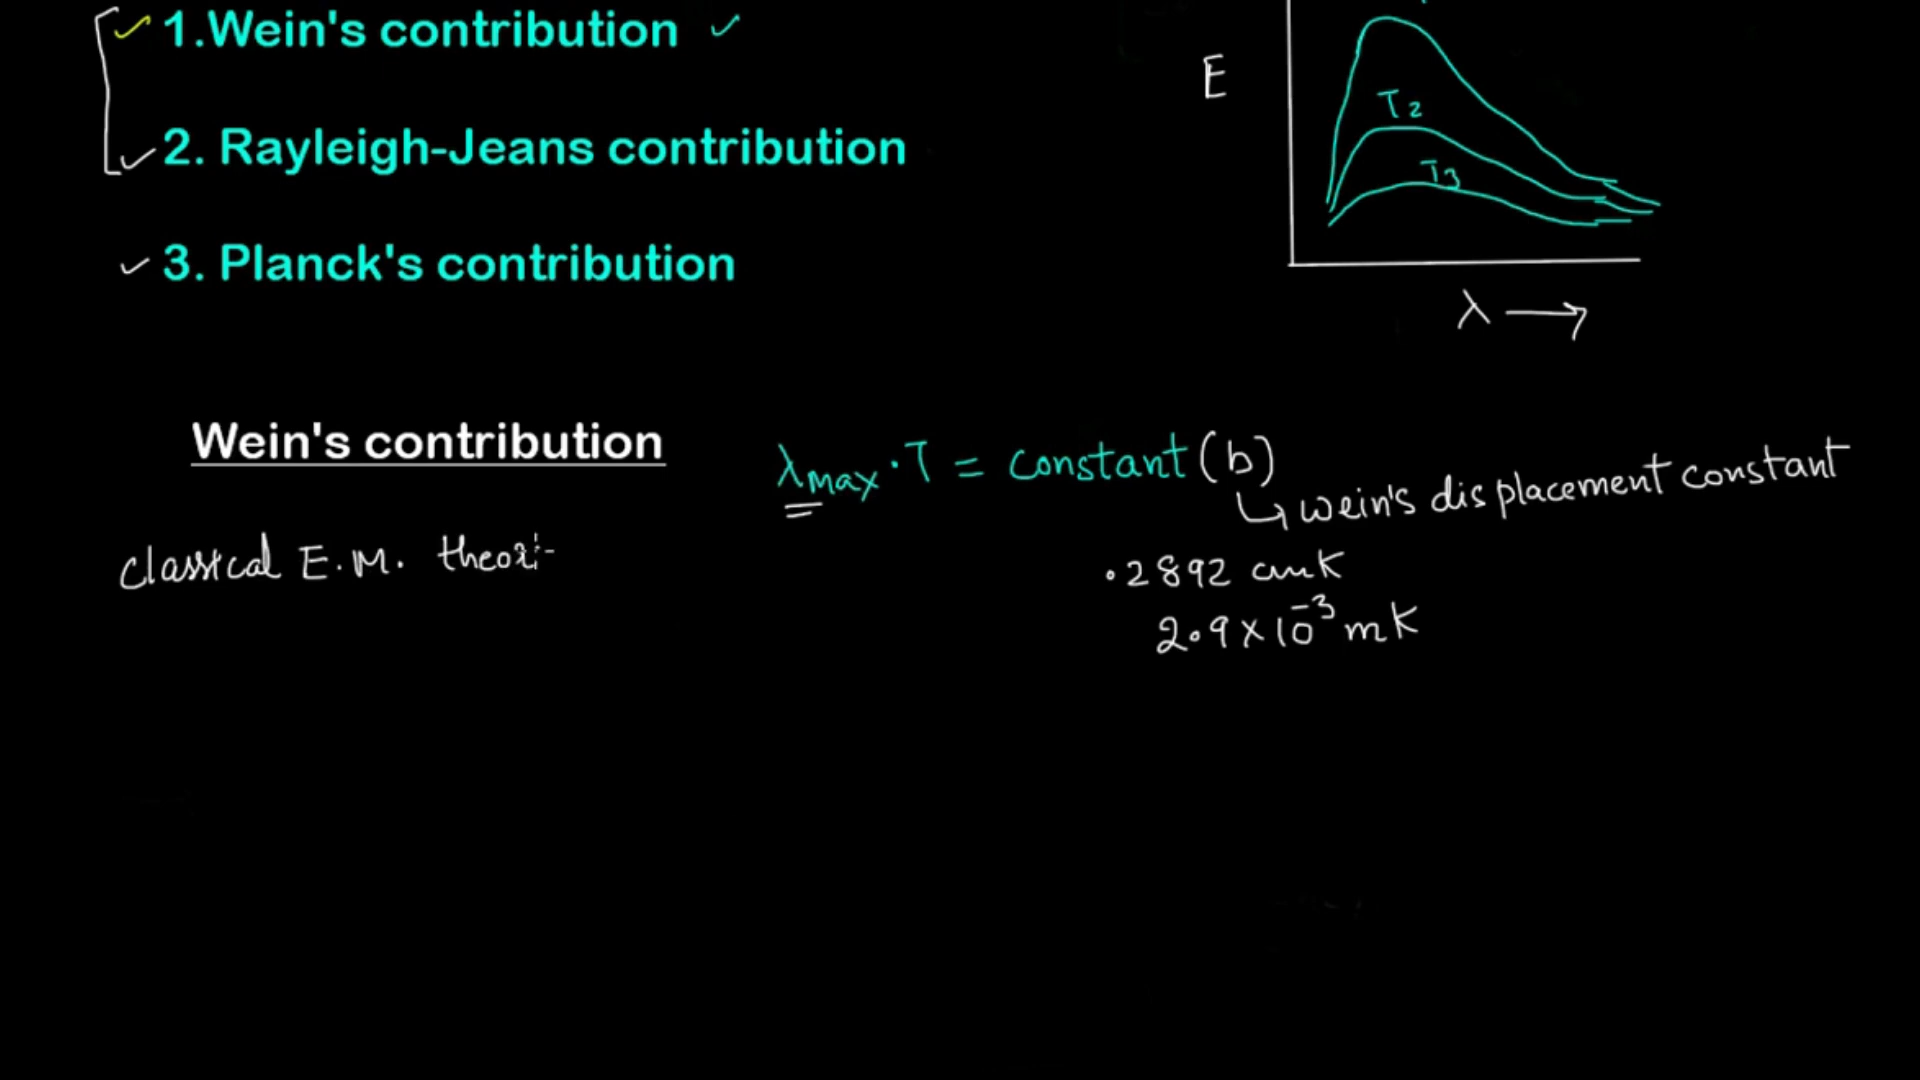 1.Wein's contribution
2. Rayleigh-Jeans contribution
3. Planck's contribution
E
T2
T3
λ →
Wein's contribution
λmax · T = constant (b)
wein's displacement constant
.2892 cmK
2.9×10⁻³ mK
classical E.M.